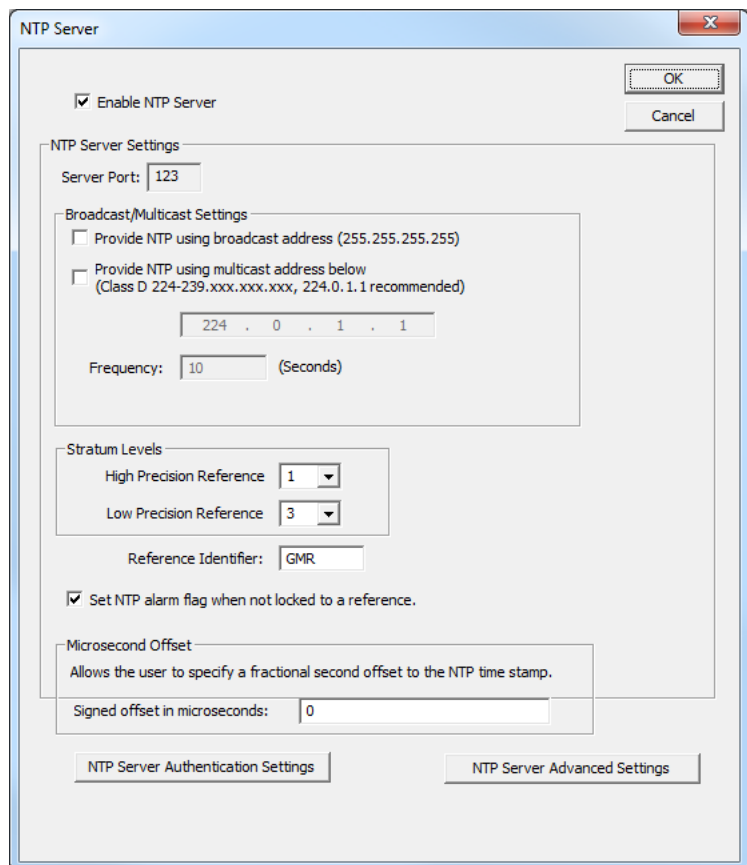 NTP Server
OK
Enable NTP Server
Cancel
NTP Server Settings
Server Port: 123
Broadcast/Multicast Settings
Provide NTP using broadcast address (255.255.255.255)
Provide NTP using multicast address below
(Class D 224-239.xxx.xxx.xxx, 224.0.1.1 recommended)
224 . 0 . 1 . 1
Frequency: 10 (Seconds)
Stratum Levels
High Precision Reference 1
Low Precision Reference 3
Reference Identifier: GMR
Set NTP alarm flag when not locked to a reference.
Microsecond Offset
Allows the user to specify a fractional second offset to the NTP time stamp.
Signed offset in microseconds: 0
NTP Server Authentication Settings
NTP Server Advanced Settings